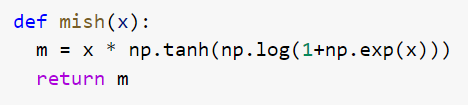 def mish(x):
  m = x * np.tanh(np.log(1+np.exp(x)))
  return m